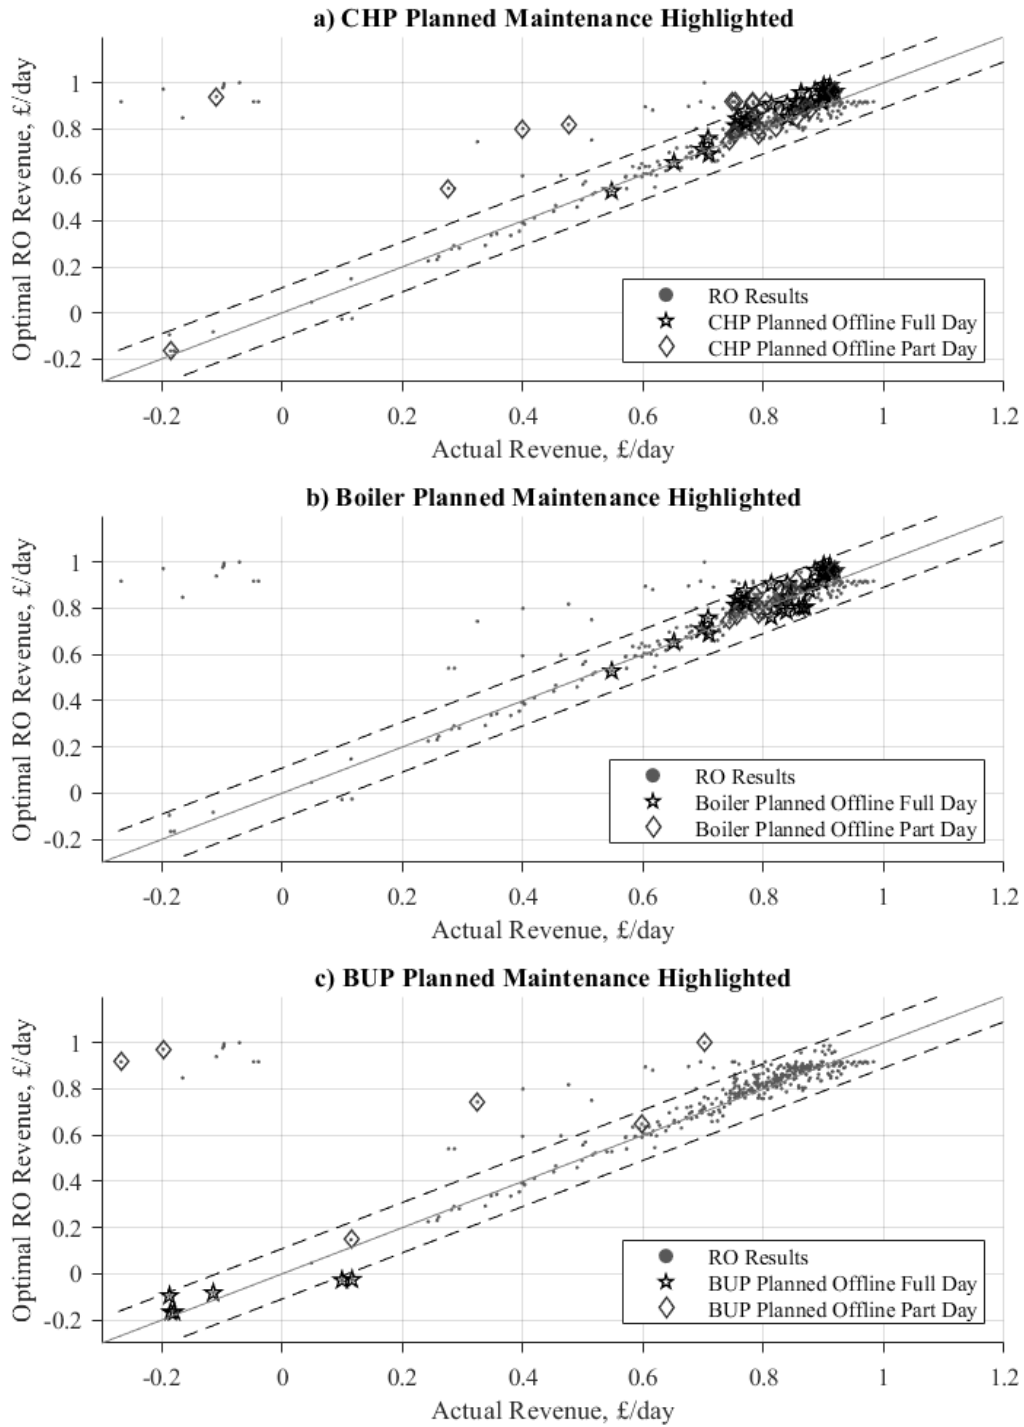 a) CHP Planned Maintenance Highlighted
Optimal RO Revenue, £/day
1
0.8
0.6
0.4
0.2
0
-0.2
RO Results
CHP Planned Offline Full Day
CHP Planned Offline Part Day
-0.2 0 0.2 0.4 0.6 0.8 1 1.2
Actual Revenue, £/day
b) Boiler Planned Maintenance Highlighted
Optimal RO Revenue, £/day
1
0.8
0.6
0.4
0.2
0
-0.2
RO Results
Boiler Planned Offline Full Day
Boiler Planned Offline Part Day
-0.2 0 0.2 0.4 0.6 0.8 1 1.2
Actual Revenue, £/day
c) BUP Planned Maintenance Highlighted
Optimal RO Revenue, £/day
1
0.8
0.6
0.4
0.2
0
-0.2
RO Results
BUP Planned Offline Full Day
BUP Planned Offline Part Day
-0.2 0 0.2 0.4 0.6 0.8 1 1.2
Actual Revenue, £/day